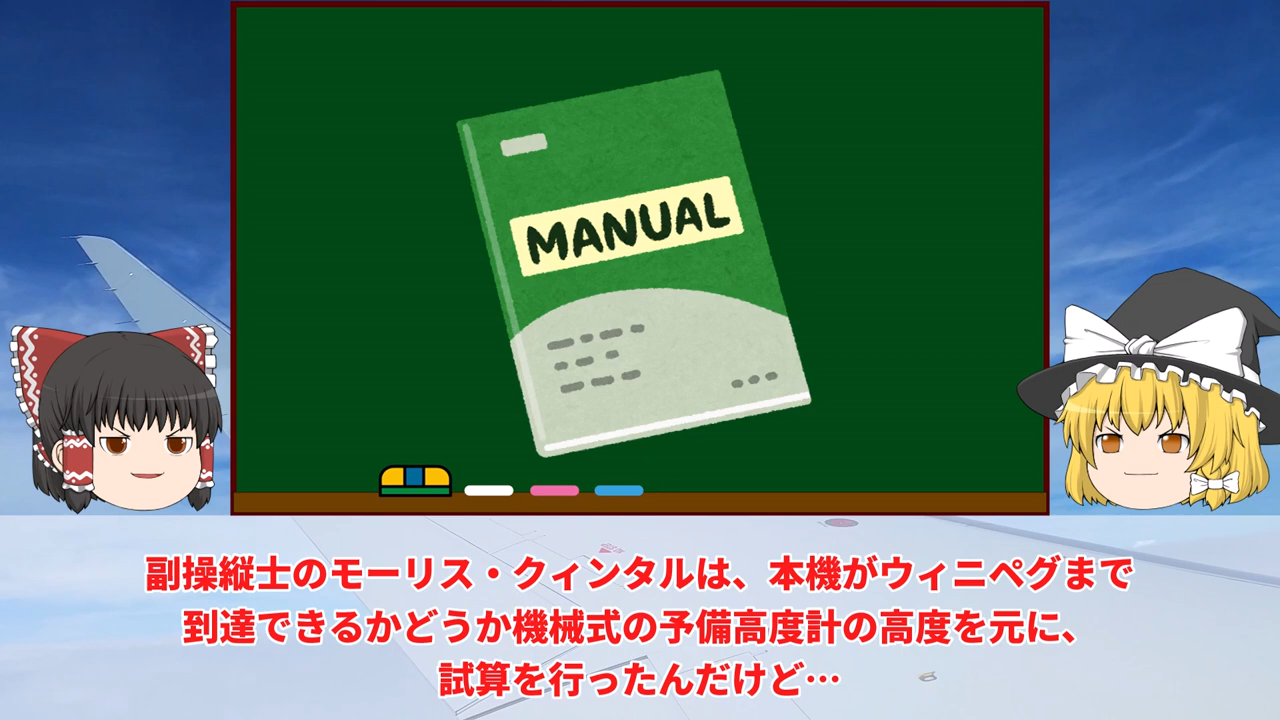 MANUAL
副操縦士のモーリス・クィンタルは、本機がウィニペグまで
到達できるかどうか機械式の予備高度計の高度を元に、
試算を行ったんだけど…